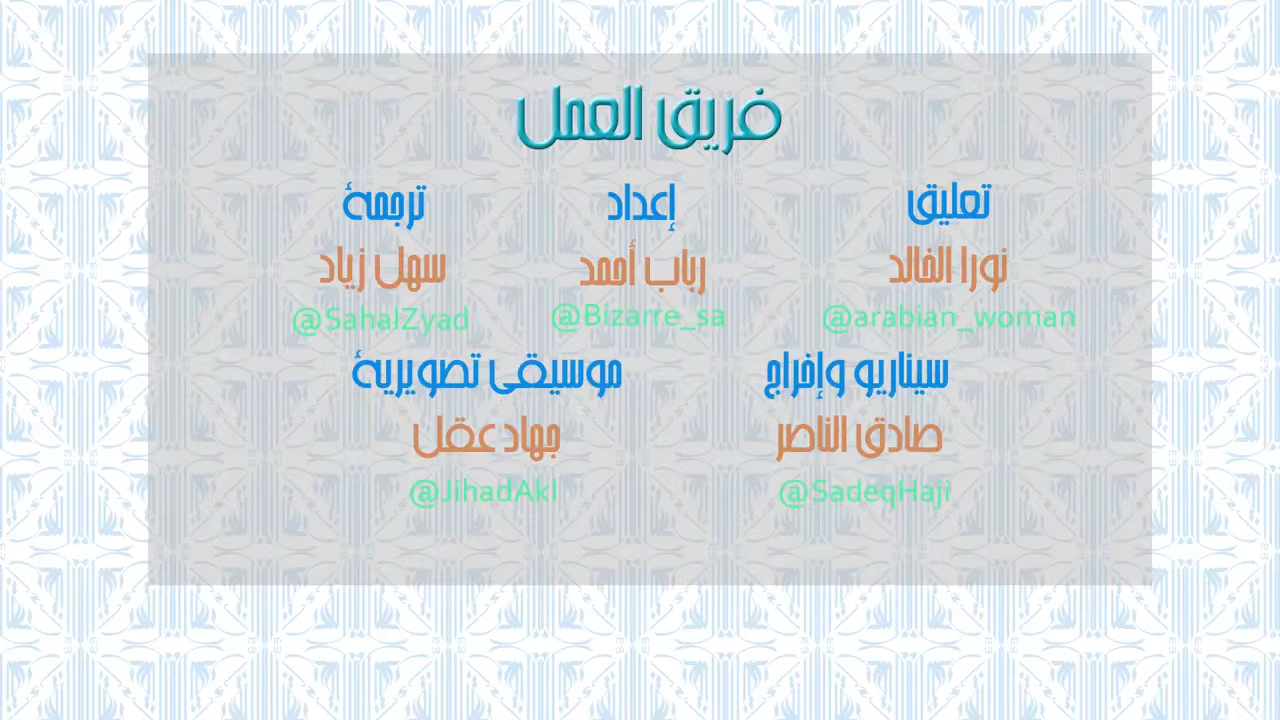 فريق العمل
تعليق
نورا الخالد
@arabian_woman
إعداد
رباب أحمد
@Bizarre_sa
ترجمة
سهل زياد
@SahalZyad
سيناريو وإخراج
صادق الناصر
@SadeqHaji
موسيقى تصويرية
جهاد عقل
@JihadAkl